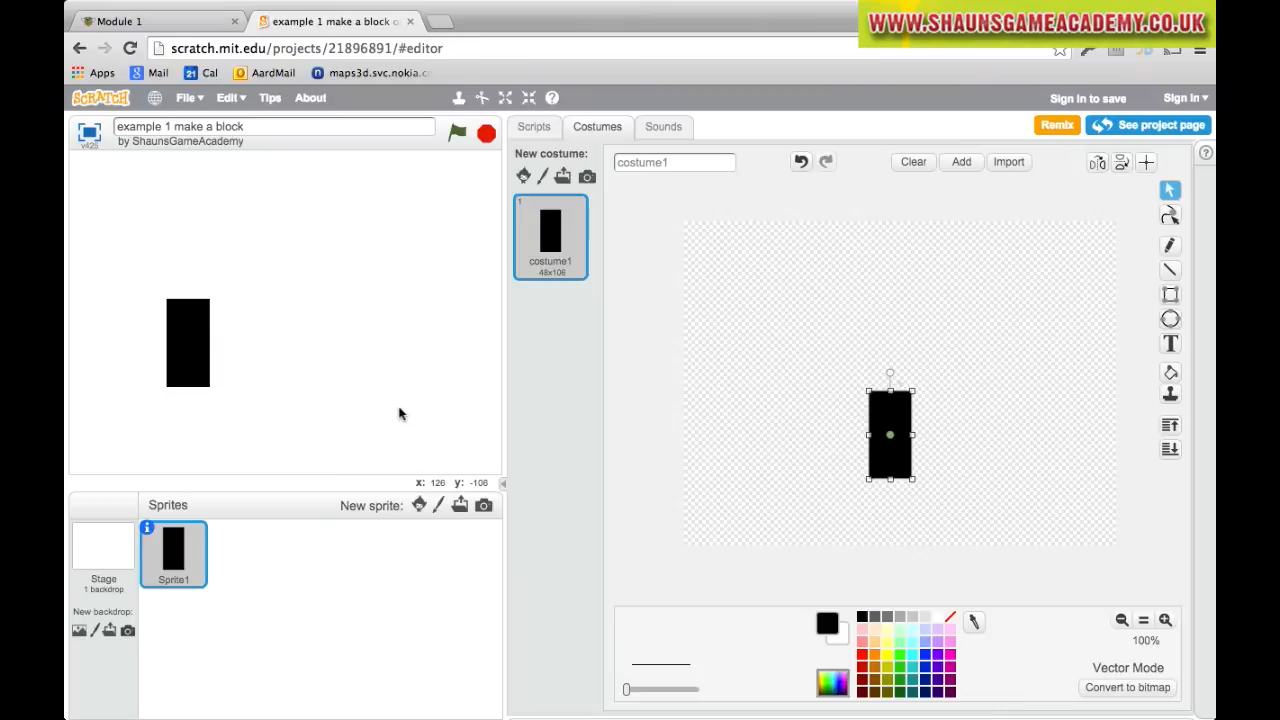 Module 1
example 1 make a block o
WWW.SHAUNSGAMEACADEMY.CO.UK
scratch.mit.edu/projects/21896891/#editor
Apps
Mail
21
Cal
AardMail
maps3d.svc.nokia.c
SCRATCH
File
Edit
Tips
About
Sign in to save
Sign in
v425
example 1 make a block
by ShaunsGameAcademy
Scripts
Costumes
Sounds
Remix
See project page
New costume:
costume1
Clear
Add
Import
1
costume1
48x106
T
x: 126 y: -106
Sprites
New sprite:
Stage
1 backdrop
New backdrop:
Sprite1
100%
Vector Mode
Convert to bitmap